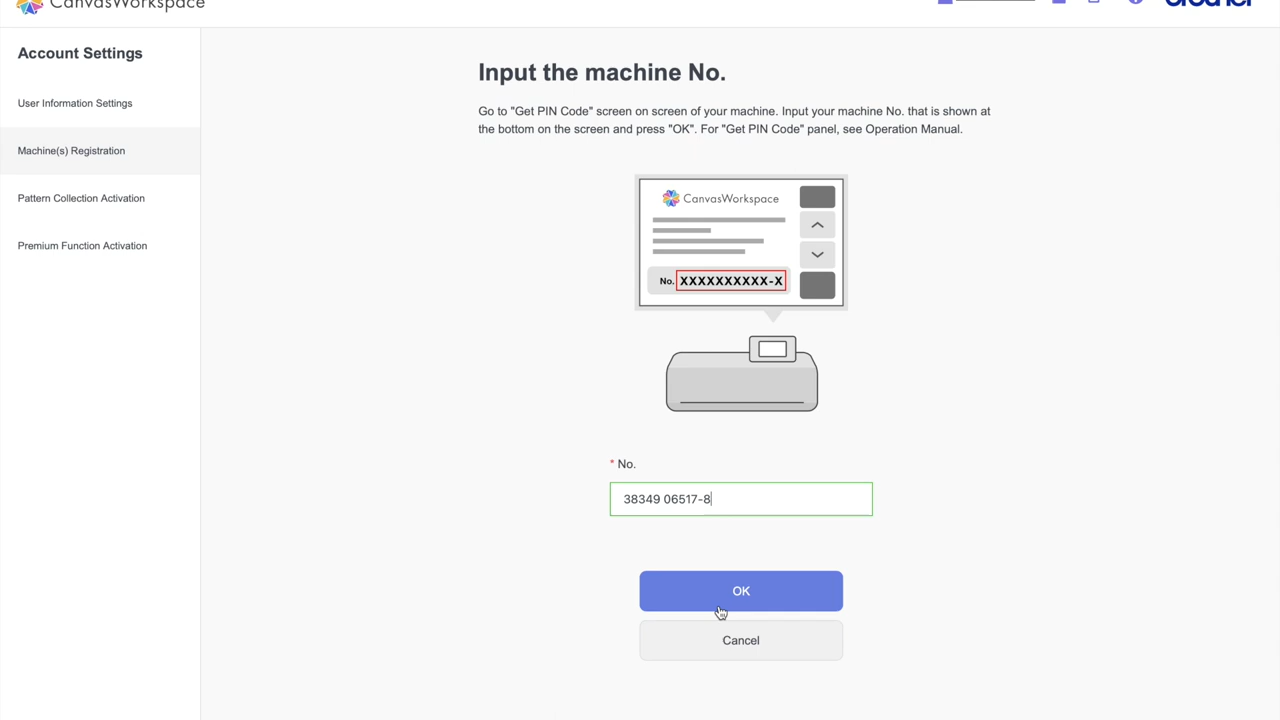 CanvasWorkspace
brother
Account Settings
User Information Settings
Machine(s) Registration
Pattern Collection Activation
Premium Function Activation
Input the machine No.
Go to "Get PIN Code" screen on screen of your machine. Input your machine No. that is shown at
the bottom on the screen and press "OK". For "Get PIN Code" panel, see Operation Manual.
CanvasWorkspace
No. XXXXXXXXXX-X
* No.
38349 06517-8
OK
Cancel